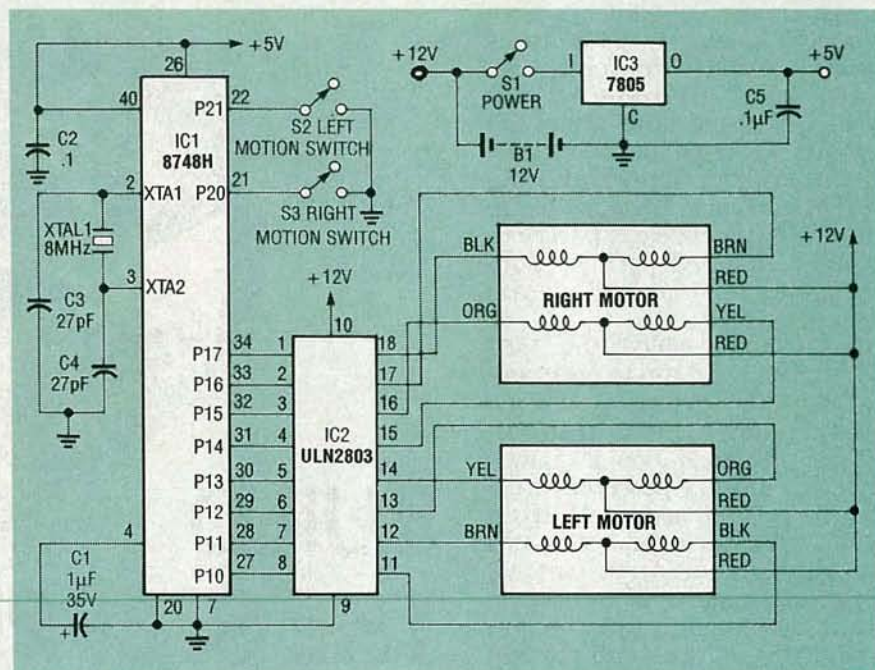 +5V
26
40
P21
22
IC1
8748H
C2
.1
S2 LEFT
MOTION SWITCH
2
XTA1
P20
21
S3 RIGHT
MOTION SWITCH
XTAL1
8MHz
3
XTA2
C3
27pF
C4
27pF
+12V
S1
POWER
I
IC3
7805
O
+5V
C
C5
.1µF
B1
12V
+12V
10
BLK
BRN
RED
RIGHT MOTOR
ORG
YEL
RED
+12V
P17
34
1
18
P16
33
2
17
P15
32
3
16
P14
31
4
15
IC2
ULN2803
P13
30
5
14
P12
29
6
13
P11
28
7
12
P10
27
8
11
YEL
ORG
RED
LEFT MOTOR
BRN
BLK
RED
4
C1
1µF
35V
+
20
7
9